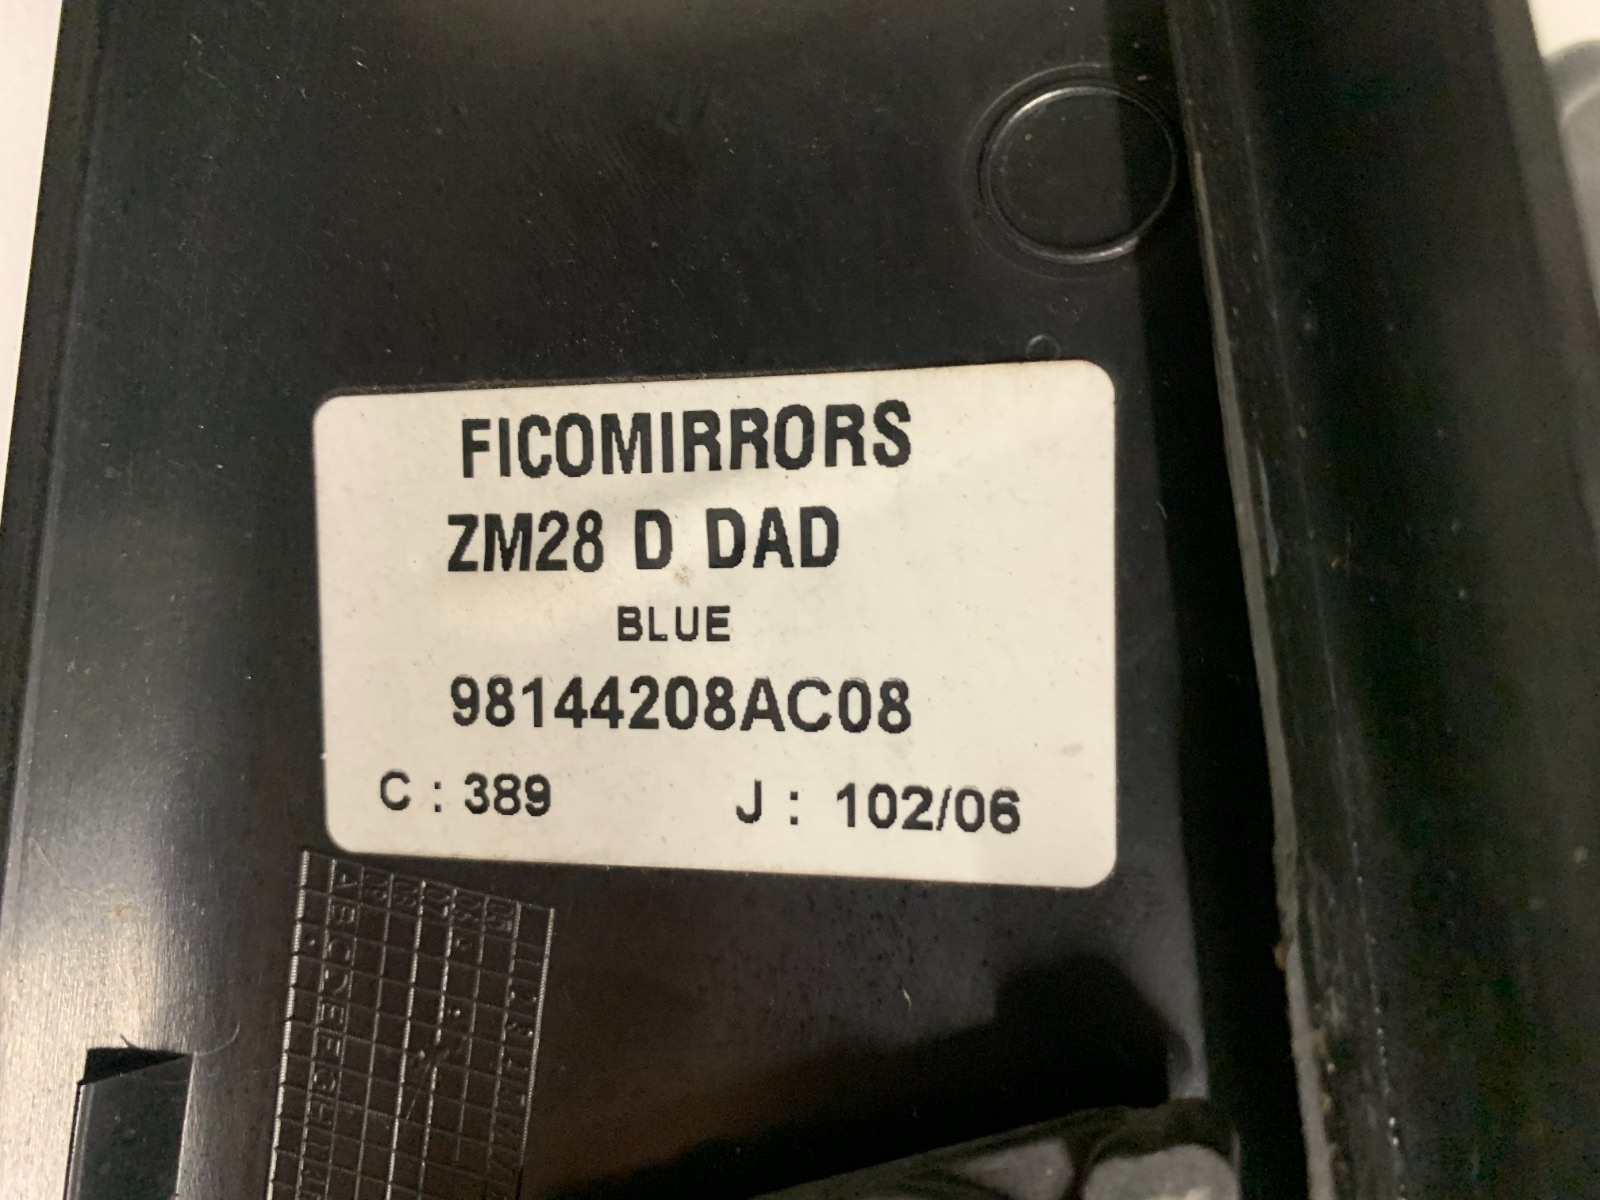 FICOMIRRORS
ZM28 D DAD
BLUE
98144208AC08
C : 389 J : 102/06